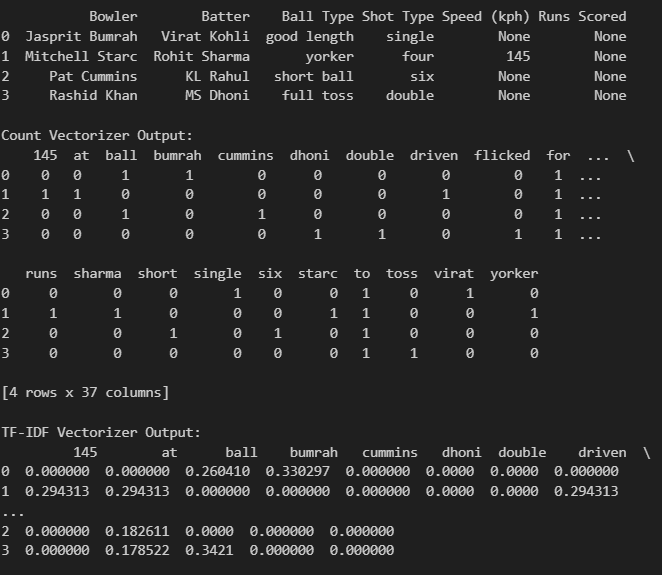 Bowler Batter Ball Type Shot Type Speed (kph) Runs Scored
0 Jasprit Bumrah Virat Kohli good length single None None
1 Mitchell Starc Rohit Sharma yorker four 145 None
2 Pat Cummins KL Rahul short ball six None None
3 Rashid Khan MS Dhoni full toss double None None
Count Vectorizer Output:
145 at ball bumrah cummins dhoni double driven flicked for ... \
0 0 0 1 1 0 0 0 0 0 1 ...
1 1 1 0 0 0 0 0 1 0 1 ...
2 0 0 1 0 1 0 0 0 0 1 ...
3 0 0 0 0 0 1 1 0 1 1 ...
runs sharma short single six starc to toss virat yorker
0 0 0 0 1 0 0 1 0 1 0
1 1 1 0 0 0 1 1 0 0 1
2 0 0 1 0 1 0 1 0 0 0
3 0 0 0 0 0 0 1 1 0 0
[4 rows x 37 columns]
TF-IDF Vectorizer Output:
145 at ball bumrah cummins dhoni double driven \
0 0.000000 0.000000 0.260410 0.330297 0.000000 0.0000 0.0000 0.000000
1 0.294313 0.294313 0.000000 0.000000 0.000000 0.0000 0.0000 0.294313
...
2 0.000000 0.182611 0.0000 0.000000 0.000000
3 0.000000 0.178522 0.3421 0.000000 0.000000